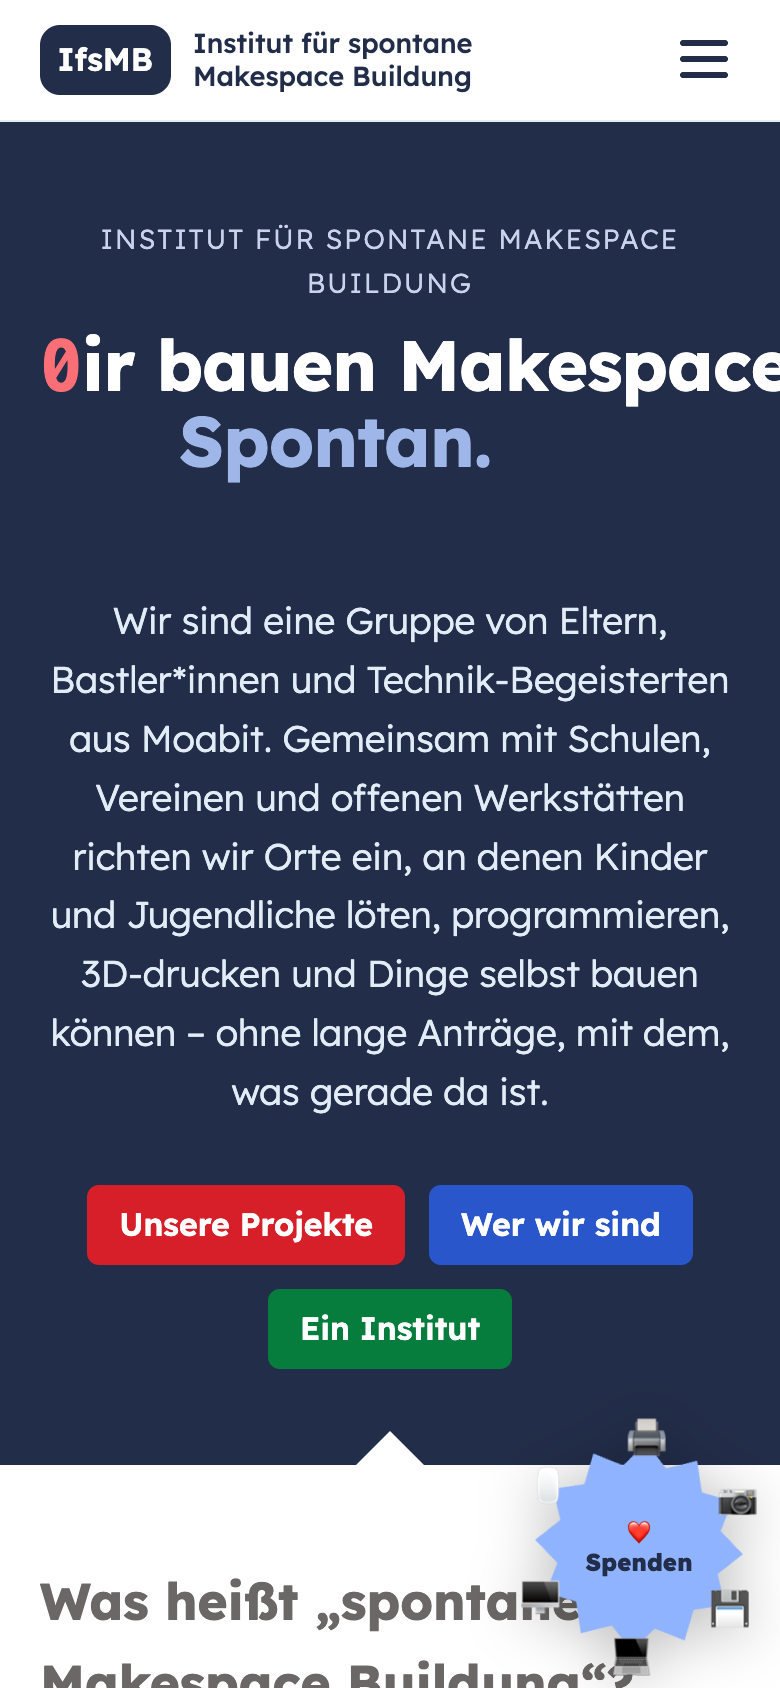 IfsMB
Institut für spontane
Makespace Buildung
INSTITUT FÜR SPONTANE MAKESPACE
BUILDUNG
0ir bauen Makespace
Spontan.
Wir sind eine Gruppe von Eltern,
Bastler*innen und Technik-Begeisterten
aus Moabit. Gemeinsam mit Schulen,
Vereinen und offenen Werkstätten
richten wir Orte ein, an denen Kinder
und Jugendliche löten, programmieren,
3D-drucken und Dinge selbst bauen
können – ohne lange Anträge, mit dem,
was gerade da ist.
Unsere Projekte
Wer wir sind
Ein Institut
Spenden
Was heißt „spontane
Makespace Buildung“?